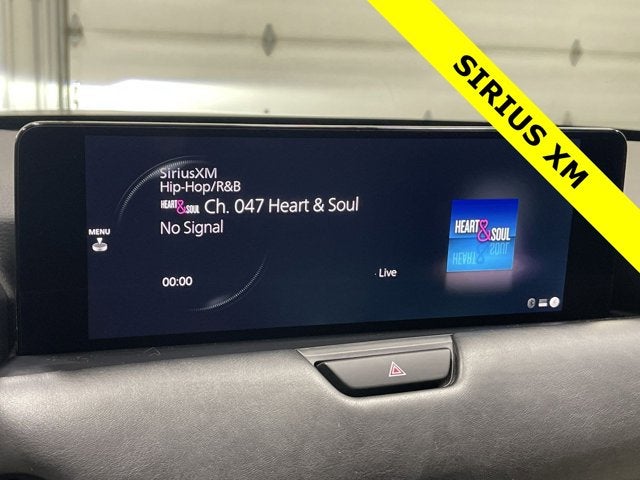 SIRIUS XM
SiriusXM
Hip-Hop/R&B
HEART&SOUL Ch. 047 Heart & Soul
No Signal
MENU
00:00
· Live
HEART&SOUL